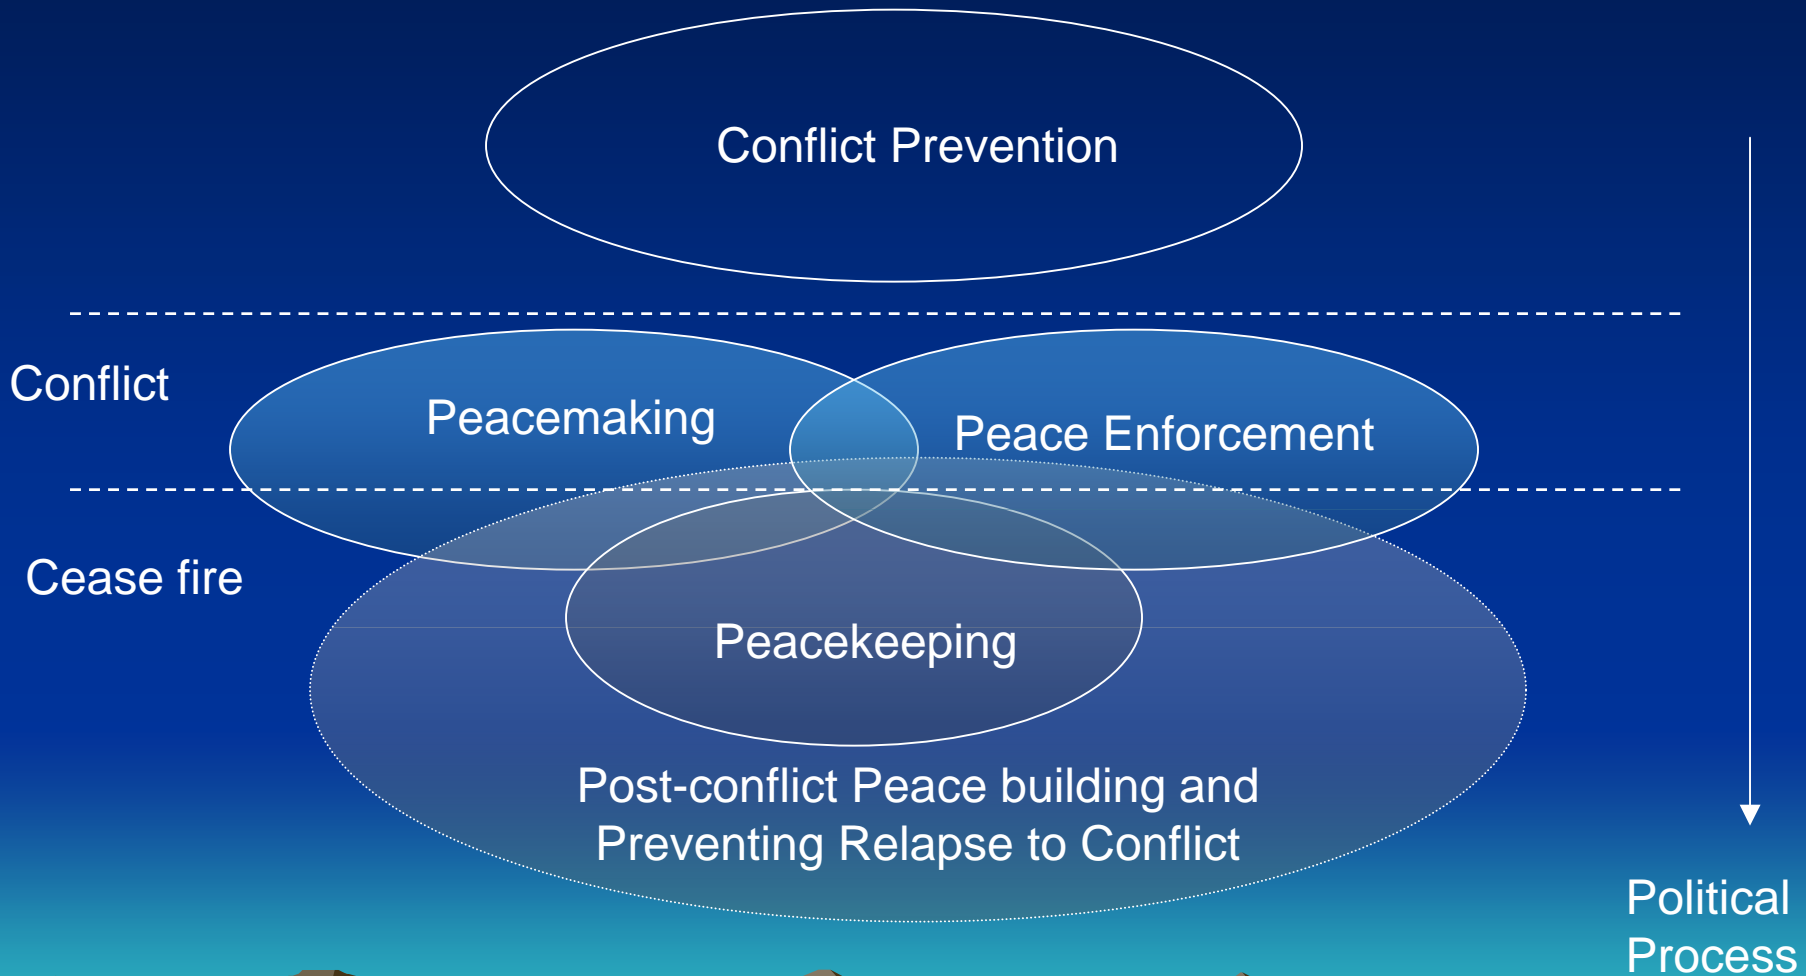 Conflict Prevention
Conflict
Peacemaking
Peace Enforcement
Cease fire
Peacekeeping
Post-conflict Peace building and
Preventing Relapse to Conflict
Political
Process